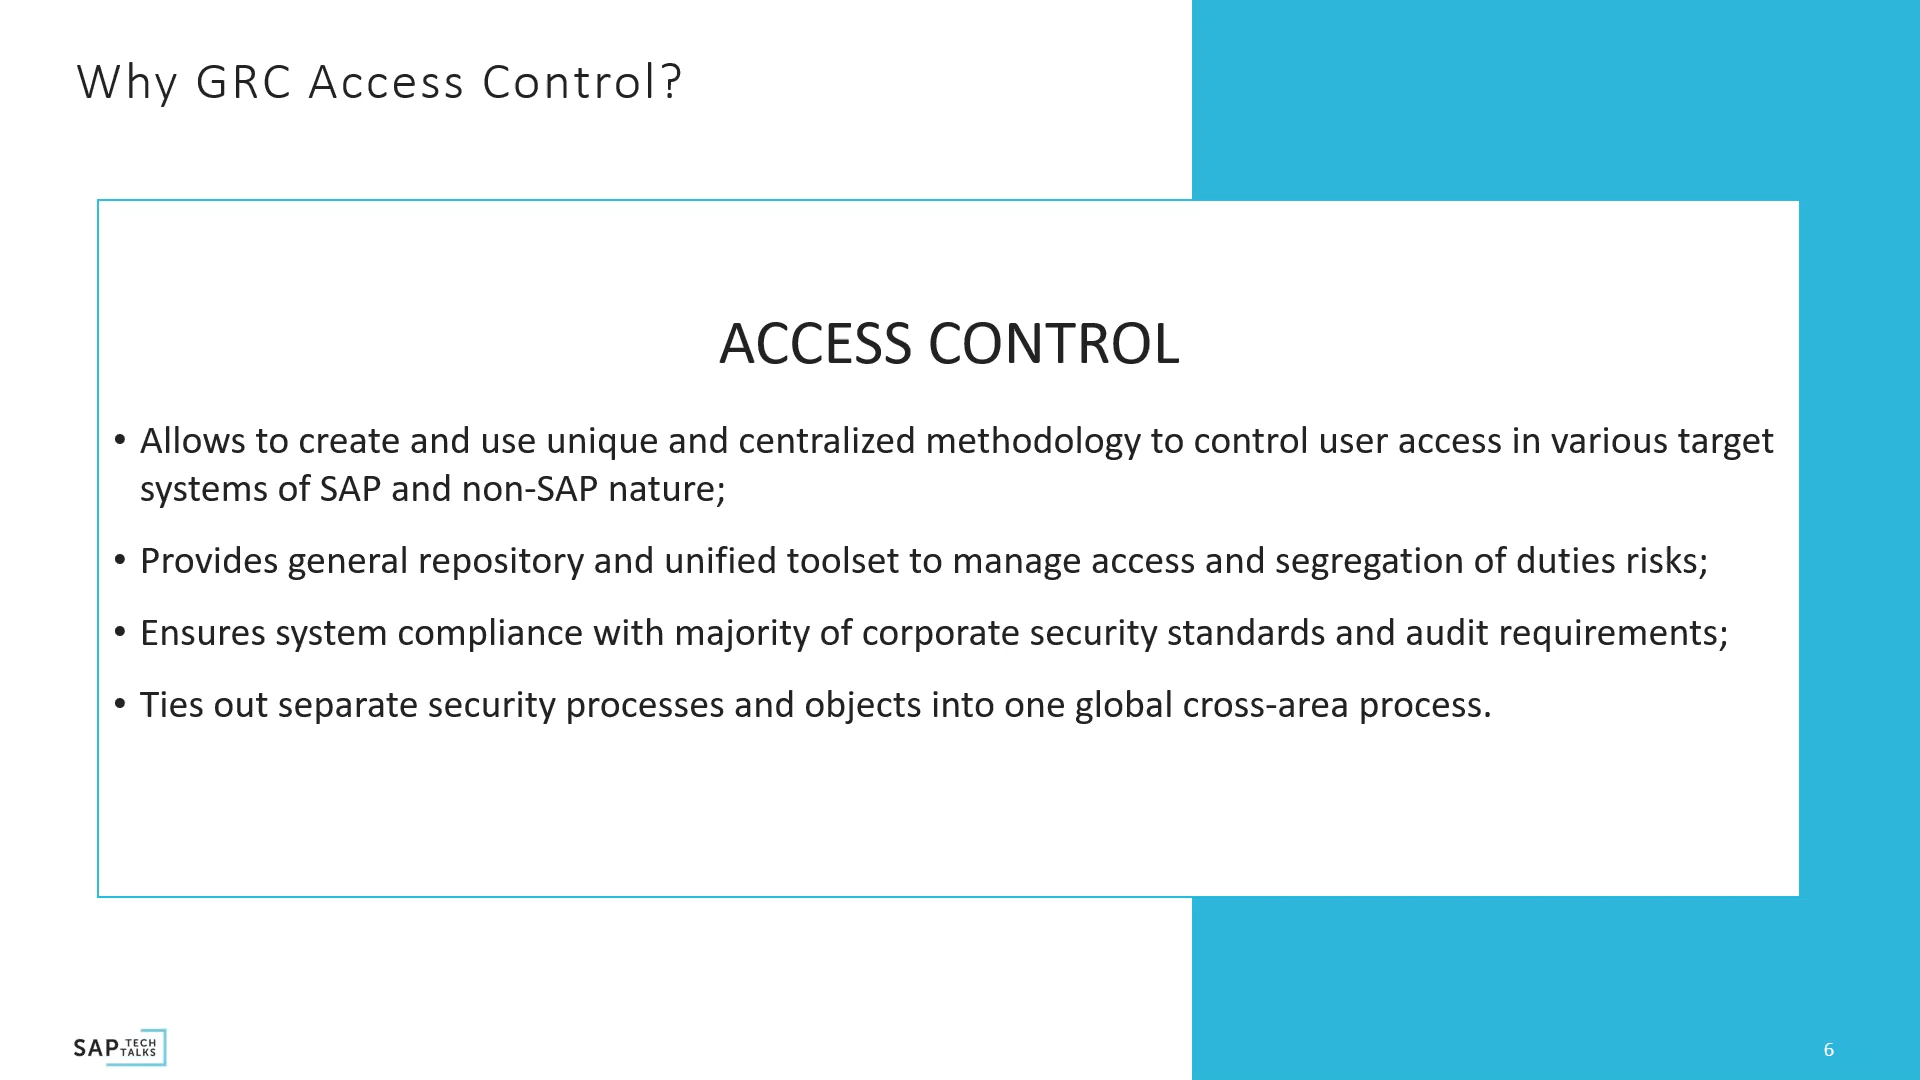 Why GRC Access Control?
ACCESS CONTROL
• Allows to create and use unique and centralized methodology to control user access in various target
systems of SAP and non-SAP nature;
• Provides general repository and unified toolset to manage access and segregation of duties risks;
• Ensures system compliance with majority of corporate security standards and audit requirements;
• Ties out separate security processes and objects into one global cross-area process.
SAP TECH
TALKS
6